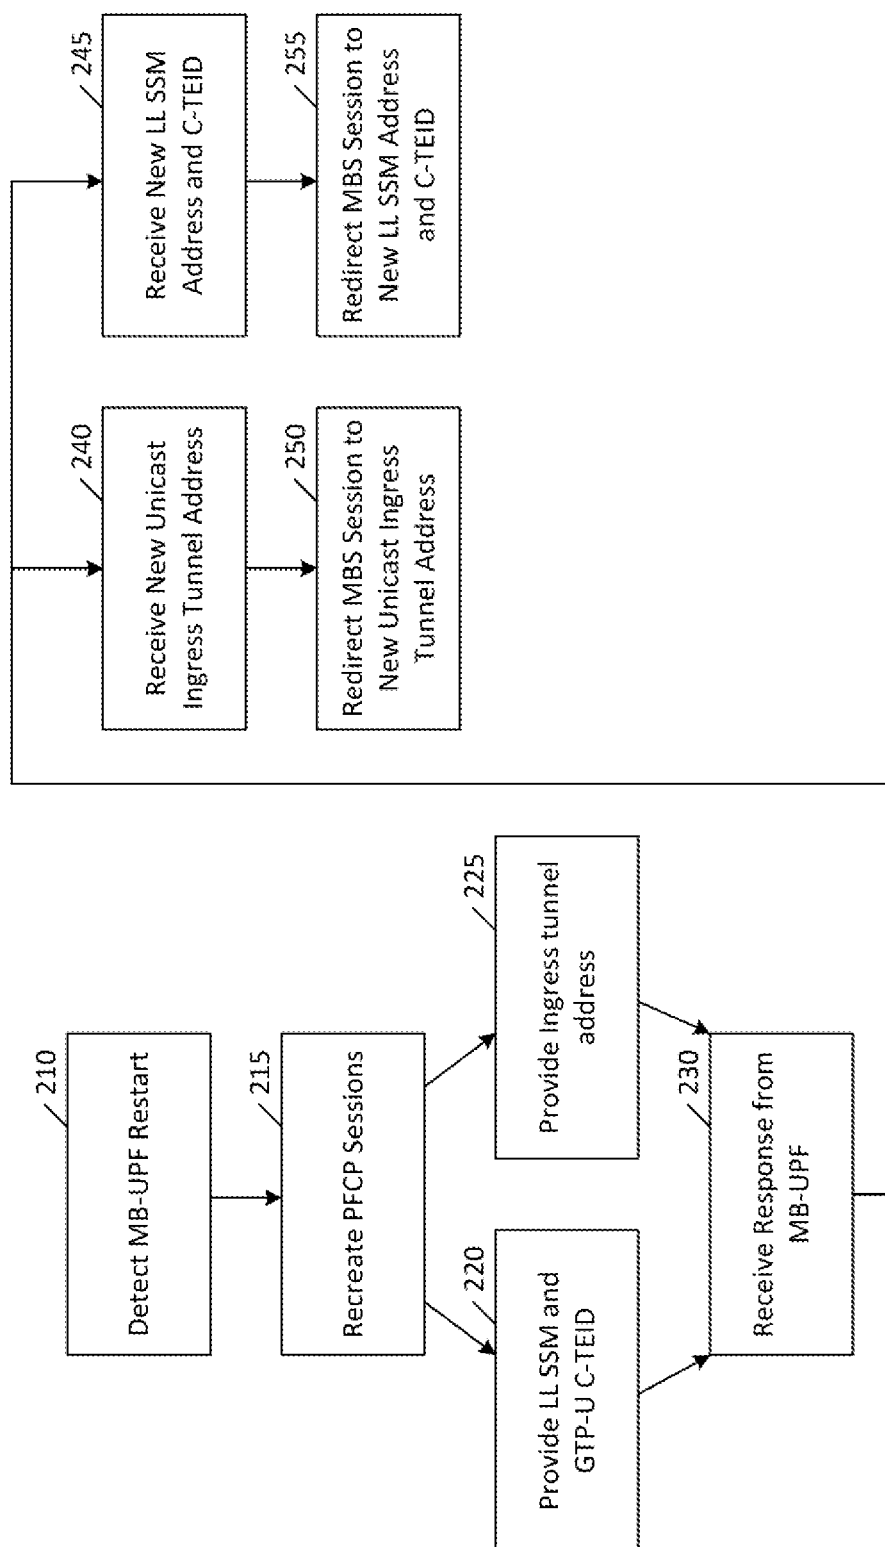 210
Detect MB-UPF Restart
215
Recreate PFCP Sessions
220
Provide LL SSM and
GTP-U C-TEID
225
Provide Ingress tunnel
address
230
Receive Response from
MB-UPF
240
Receive New Unicast
Ingress Tunnel Address
245
Receive New LL SSM
Address and C-TEID
250
Redirect MBS Session to
New Unicast Ingress
Tunnel Address
255
Redirect MBS Session to
New LL SSM Address
and C-TEID